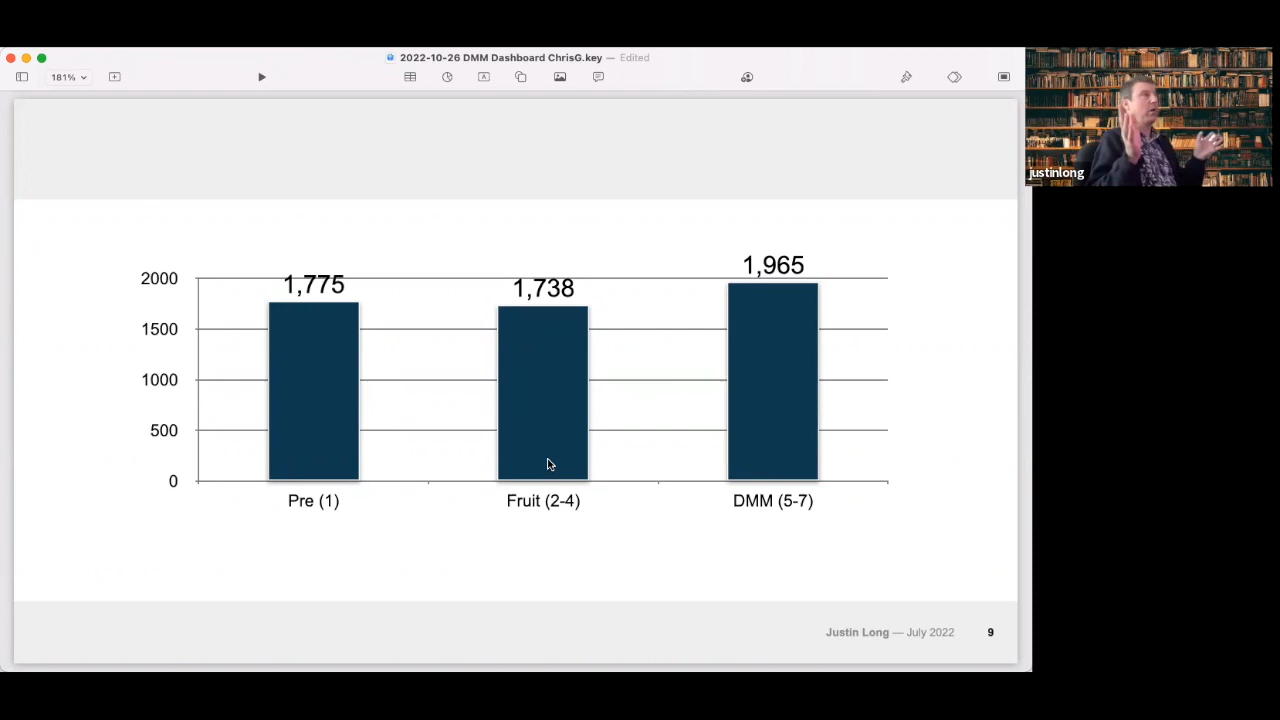 2022-10-26 DMM Dashboard ChrisG.key — Edited
181%
justinlong
1,965
1,775
1,738
2000
1500
1000
500
0
Pre (1)
Fruit (2-4)
DMM (5-7)
Justin Long — July 2022
9